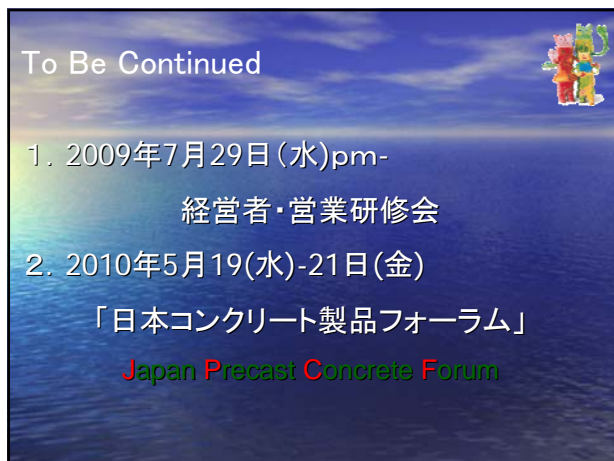 To Be Continued
１．2009年7月29日（水)pm-
経営者・営業研修会
２．2010年5月19(水)-21日(金)
「日本コンクリート製品フォーラム」
Japan Precast Concrete Forum